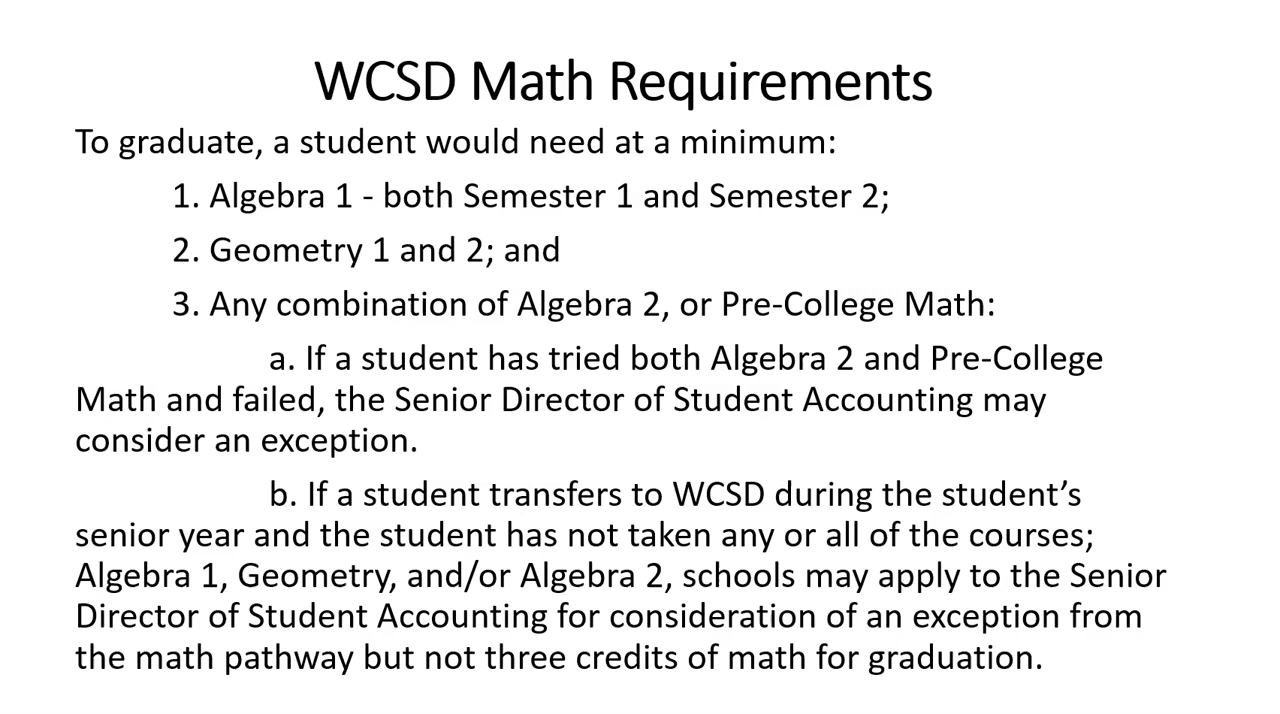 WCSD Math Requirements
To graduate, a student would need at a minimum:
1. Algebra 1 - both Semester 1 and Semester 2;
2. Geometry 1 and 2; and
3. Any combination of Algebra 2, or Pre-College Math:
a. If a student has tried both Algebra 2 and Pre-College
Math and failed, the Senior Director of Student Accounting may
consider an exception.
b. If a student transfers to WCSD during the student’s
senior year and the student has not taken any or all of the courses;
Algebra 1, Geometry, and/or Algebra 2, schools may apply to the Senior
Director of Student Accounting for consideration of an exception from
the math pathway but not three credits of math for graduation.